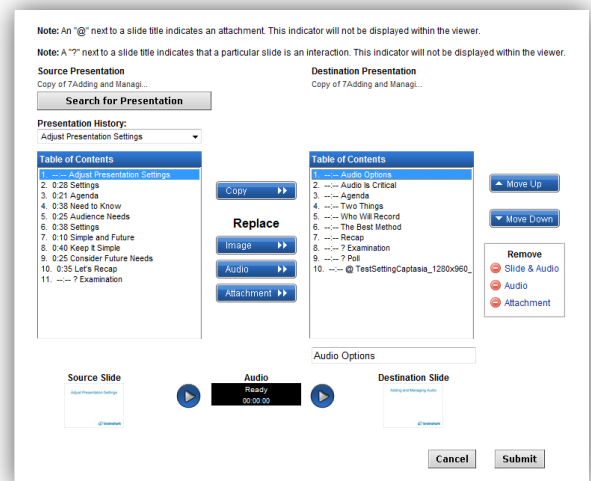 Note: An "@" next to a slide title indicates an attachment. This indicator will not be displayed within the viewer.
Note: A "?" next to a slide title indicates that a particular slide is an interaction. This indicator will not be displayed within the viewer.
Source Presentation
Copy of 7Adding and Managi...
Search for Presentation
Presentation History:
Adjust Presentation Settings
Table of Contents
1. --:-- Adjust Presentation Settings
2. 0:28 Settings
3. 0:21 Agenda
4. 0:38 Need to Know
5. 0:25 Audience Needs
6. 0:38 Settings
7. 0:10 Simple and Future
8. 0:40 Keep It Simple
9. 0:25 Consider Future Needs
10. 0:35 Let's Recap
11. --:-- ? Examination
Copy
Replace
Image
Audio
Attachment
Destination Presentation
Copy of 7Adding and Managi...
Table of Contents
1. --:-- Audio Options
2. --:-- Audio Is Critical
3. --:-- Agenda
4. --:-- Two Things
5. --:-- Who Will Record
6. --:-- The Best Method
7. --:-- Recap
8. --:-- ? Examination
9. --:-- ? Poll
10. --:-- @ TestSettingCaptasia_1280x960_
Audio Options
Move Up
Move Down
Remove
Slide & Audio
Audio
Attachment
Source Slide
Adjust Presentation Settings
Audio
Ready
00:00:00
Destination Slide
Adding and Managing Audio
Cancel
Submit